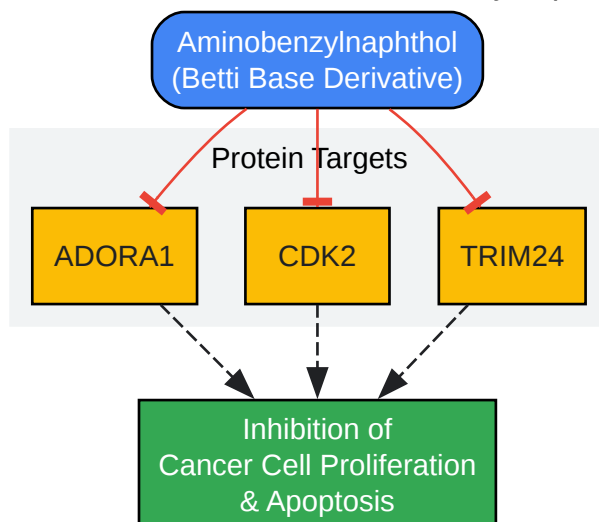 Aminobenzylnaphthol
(Betti Base Derivative)
Protein Targets
ADORA1
CDK2
TRIM24
Inhibition of
Cancer Cell Proliferation
& Apoptosis